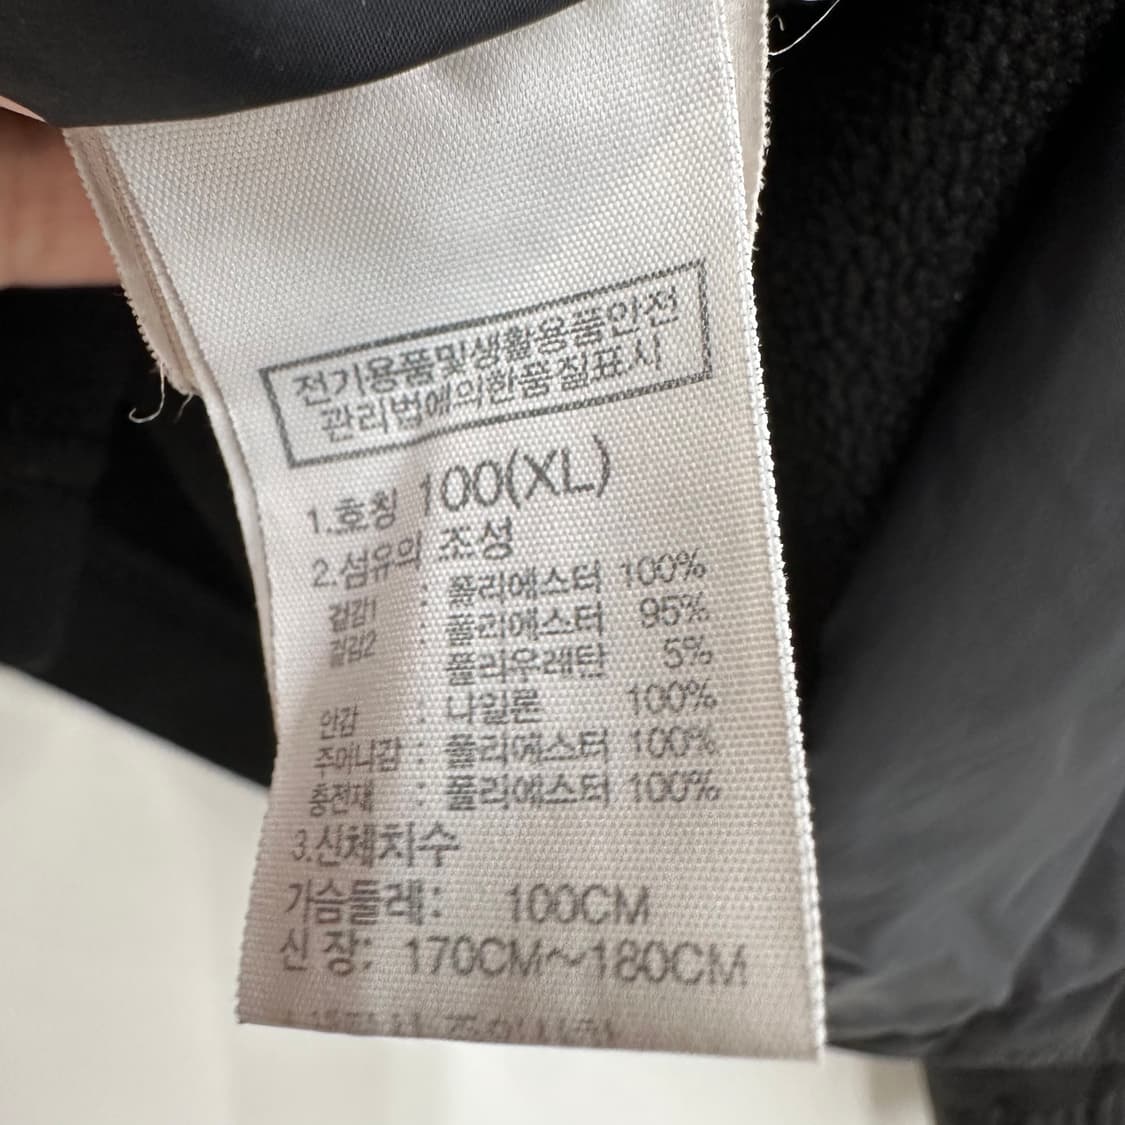 전기용품및생활용품안전
관리법에의한품질표시
1.호칭 100(XL)
2.섬유의 조성
겉감1 : 폴리에스터 100%
겉감2 : 폴리에스터 95%
폴리우레탄 5%
안감 : 나일론 100%
주머니감 : 폴리에스터 100%
충전재 : 폴리에스터 100%
3.신체치수
가슴둘레: 100CM
신 장: 170CM~180CM